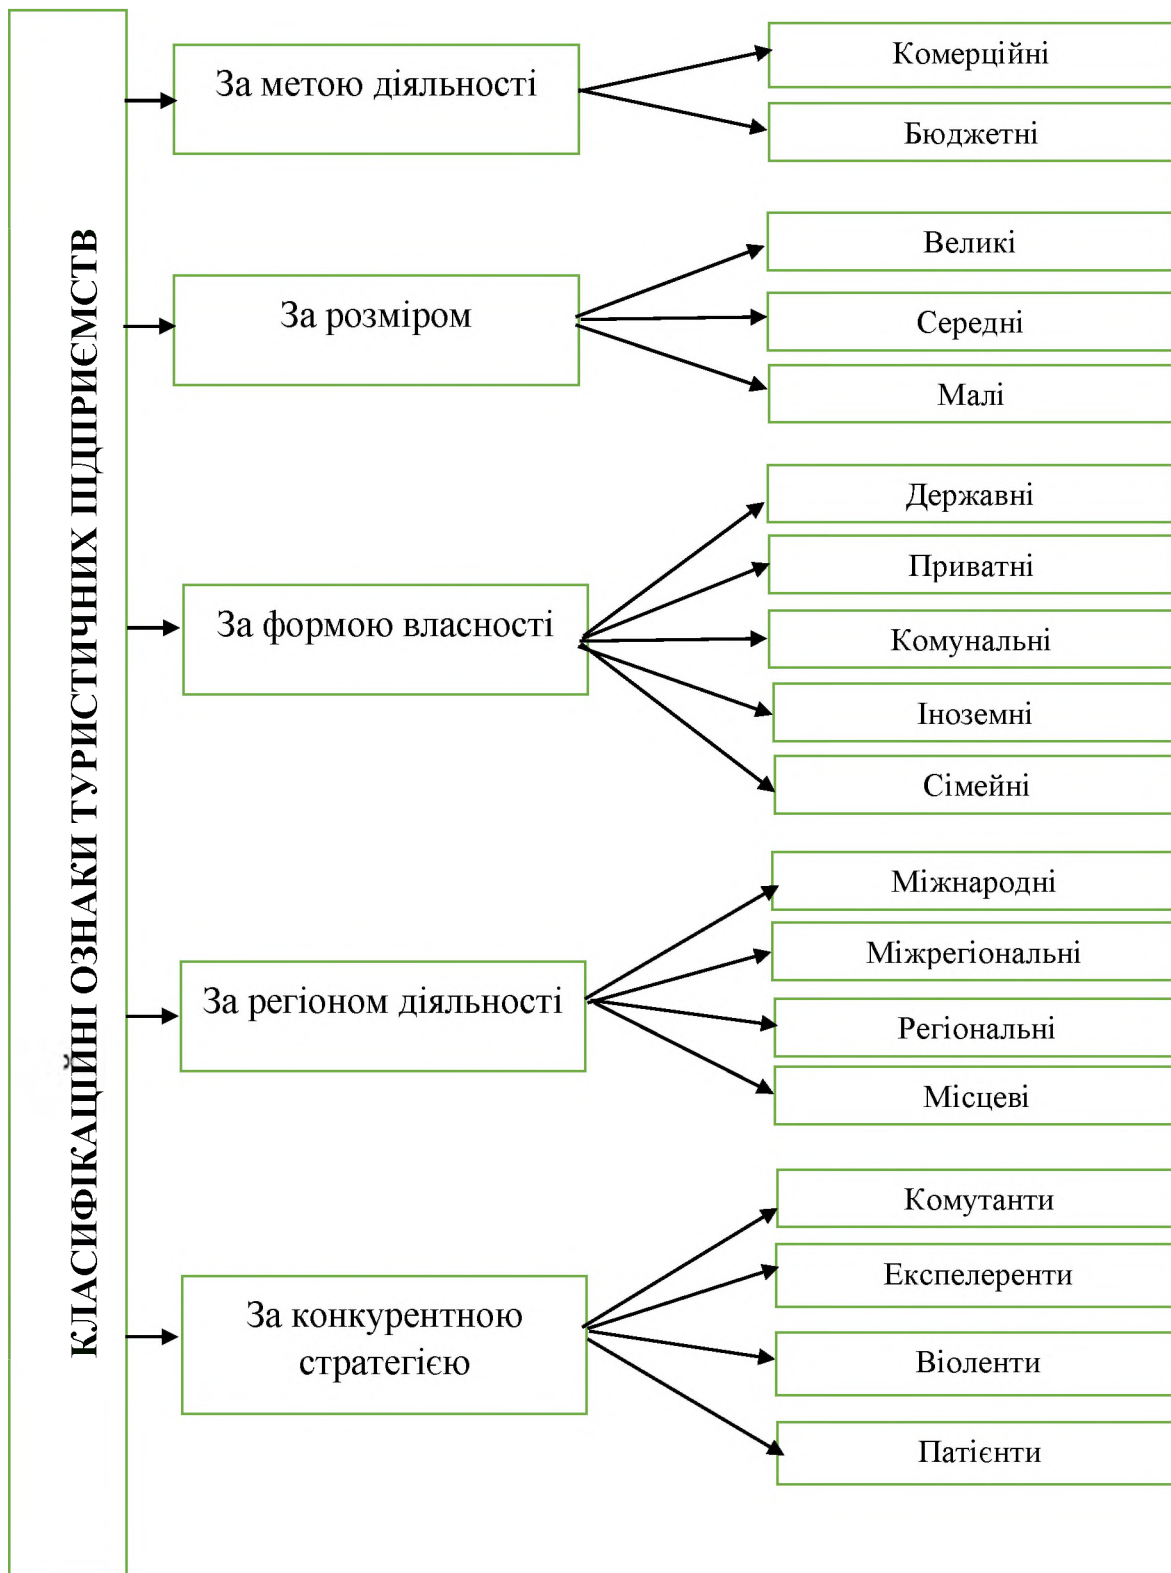 КЛАСИФІКАЦІЙНІ ОЗНАКИ ТУРИСТИЧНИХ ПІДПРИЄМСТВ
За метою діяльності
Комерційні
Бюджетні
За розміром
Великі
Середні
Малі
За формою власності
Державні
Приватні
Комунальні
Іноземні
Сімейні
За регіоном діяльності
Міжнародні
Міжрегіональні
Регіональні
Місцеві
За конкурентною
стратегією
Комутанти
Експелеренти
Віоленти
Патієнти